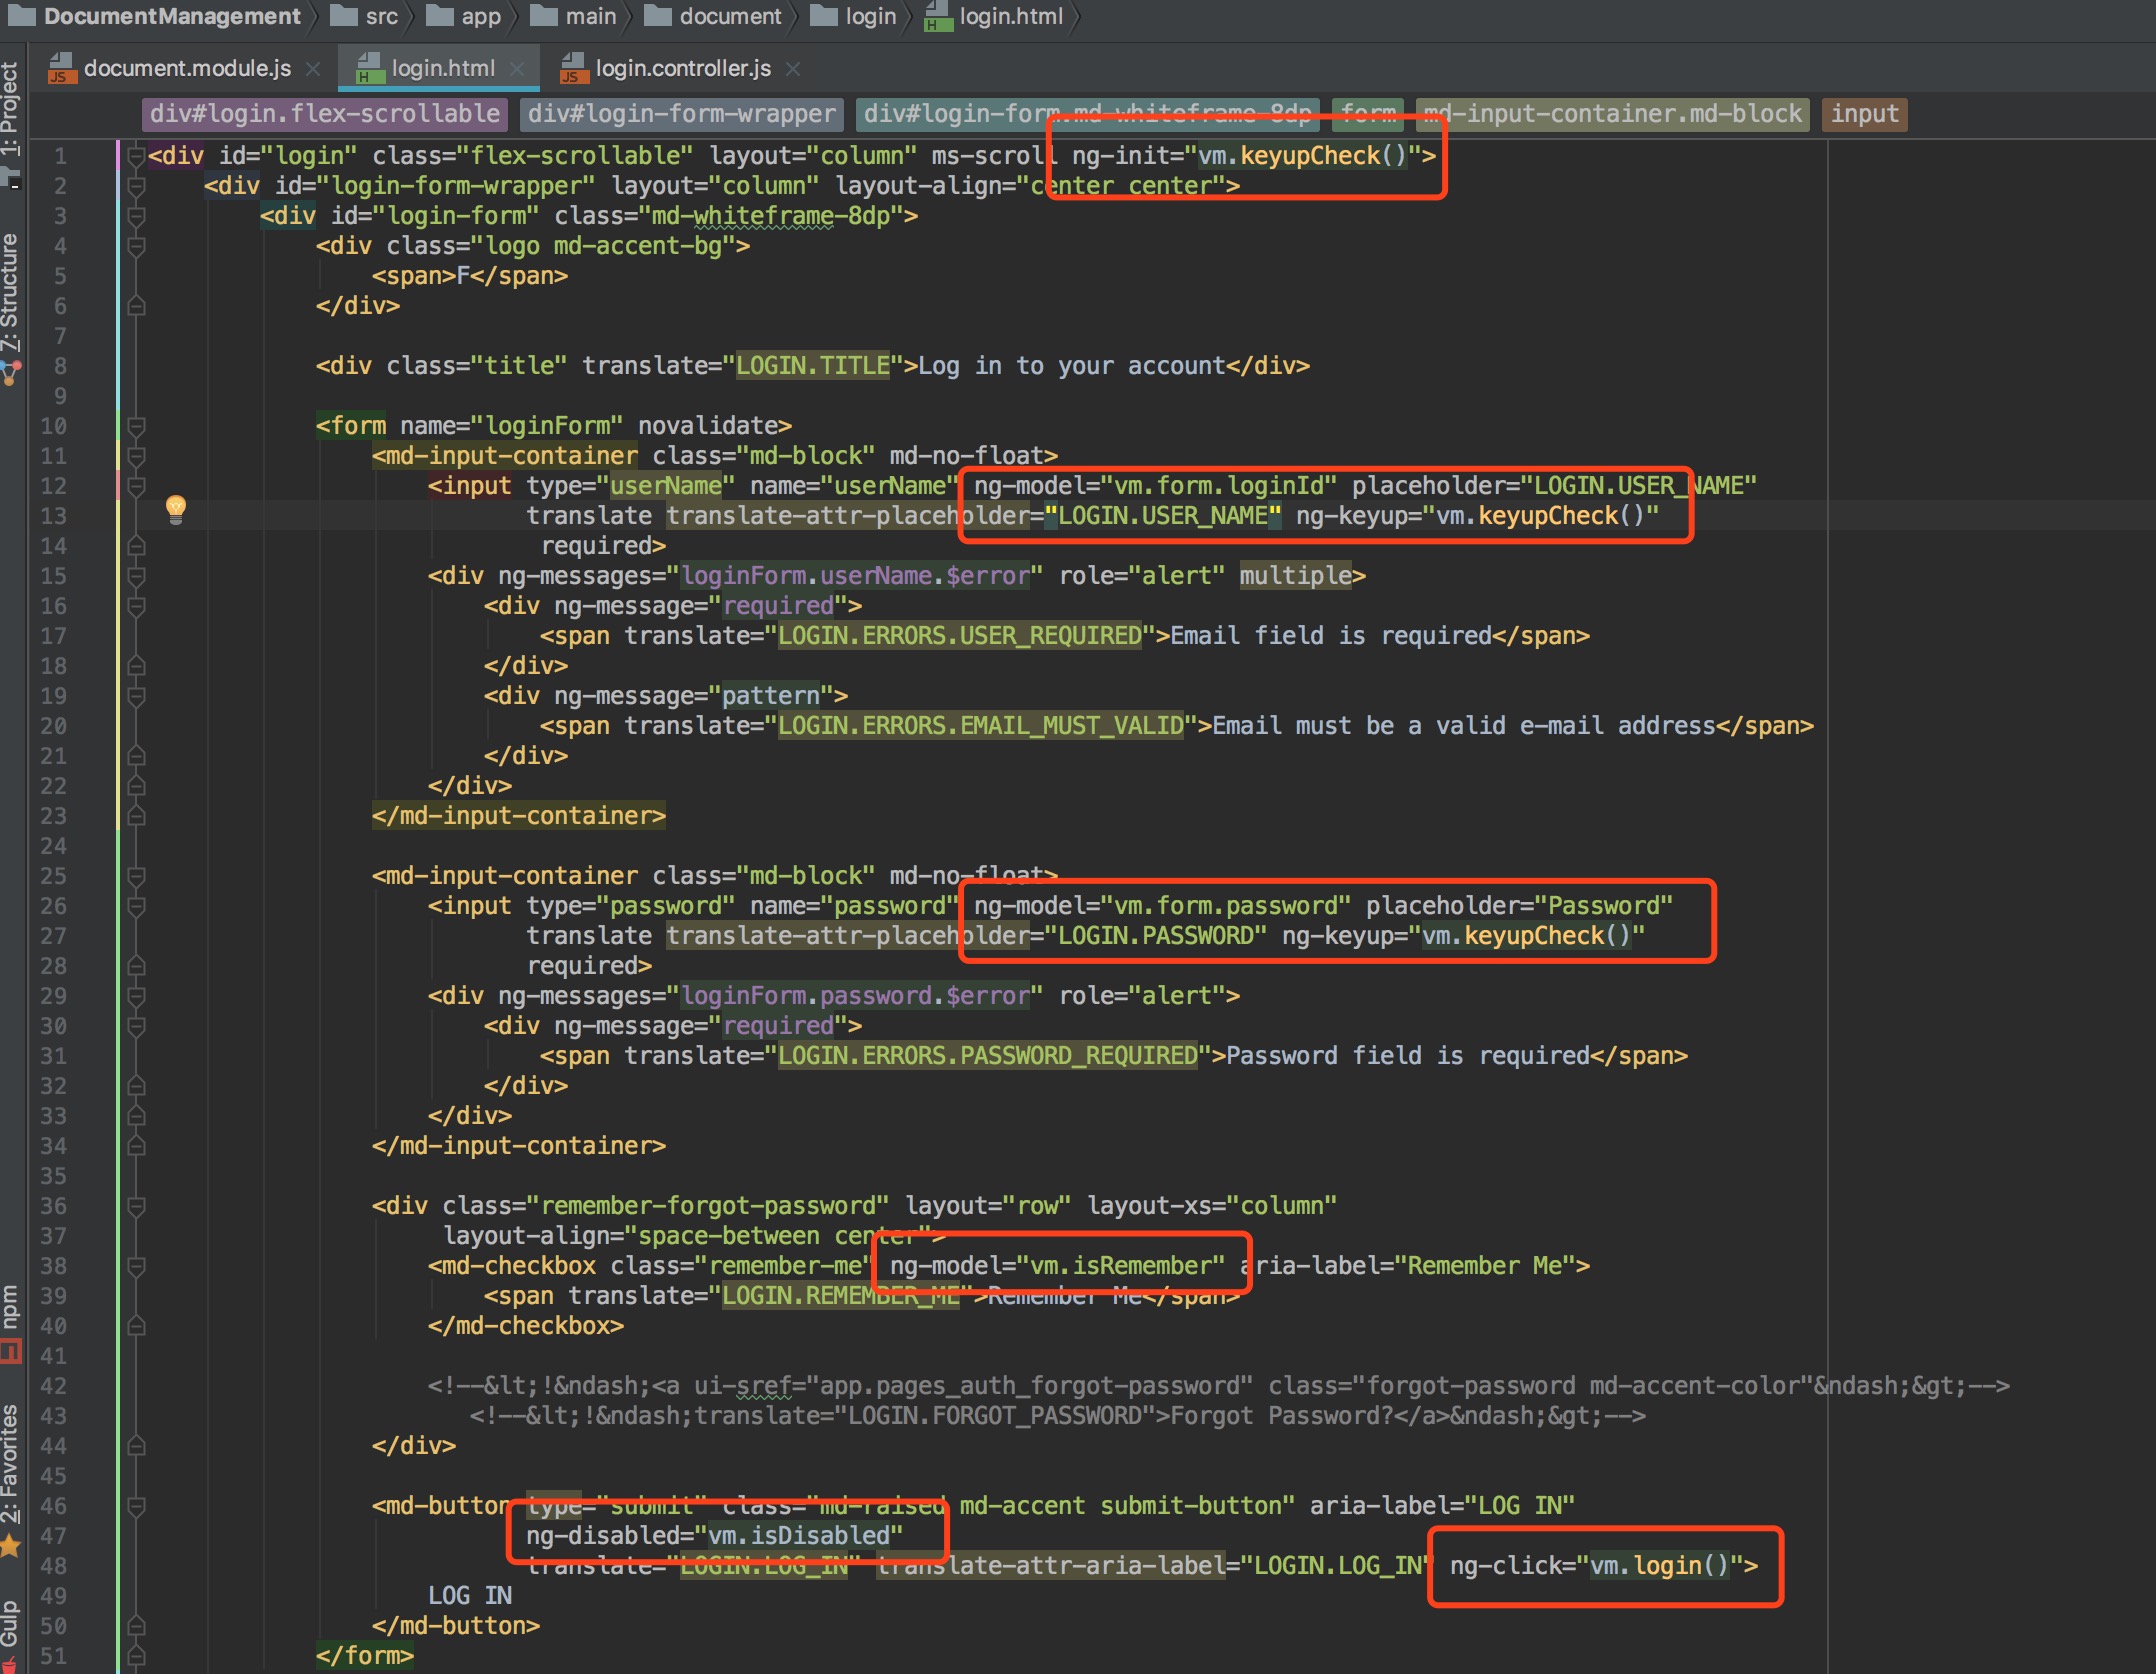 DocumentManagement src app main document login login.html
document.module.js login.html login.controller.js
div#login.flex-scrollable div#login-form-wrapper div#login-form.md-whiteframe-8dp form md-input-container.md-block input
1: Project
7: Structure
npm
2: Favorites
Gulp
1 <div id="login" class="flex-scrollable" layout="column" ms-scroll ng-init="vm.keyupCheck()">
2 <div id="login-form-wrapper" layout="column" layout-align="center center">
3 <div id="login-form" class="md-whiteframe-8dp">
4 <div class="logo md-accent-bg">
5 <span>F</span>
6 </div>
7
8 <div class="title" translate="LOGIN.TITLE">Log in to your account</div>
9
10 <form name="loginForm" novalidate>
11 <md-input-container class="md-block" md-no-float>
12 <input type="userName" name="userName" ng-model="vm.form.loginId" placeholder="LOGIN.USER_NAME"
13 translate translate-attr-placeholder="LOGIN.USER_NAME" ng-keyup="vm.keyupCheck()"
14 required>
15 <div ng-messages="loginForm.userName.$error" role="alert" multiple>
16 <div ng-message="required">
17 <span translate="LOGIN.ERRORS.USER_REQUIRED">Email field is required</span>
18 </div>
19 <div ng-message="pattern">
20 <span translate="LOGIN.ERRORS.EMAIL_MUST_VALID">Email must be a valid e-mail address</span>
21 </div>
22 </div>
23 </md-input-container>
24
25 <md-input-container class="md-block" md-no-float>
26 <input type="password" name="password" ng-model="vm.form.password" placeholder="Password"
27 translate translate-attr-placeholder="LOGIN.PASSWORD" ng-keyup="vm.keyupCheck()"
28 required>
29 <div ng-messages="loginForm.password.$error" role="alert">
30 <div ng-message="required">
31 <span translate="LOGIN.ERRORS.PASSWORD_REQUIRED">Password field is required</span>
32 </div>
33 </div>
34 </md-input-container>
35
36 <div class="remember-forgot-password" layout="row" layout-xs="column"
37 layout-align="space-between center">
38 <md-checkbox class="remember-me" ng-model="vm.isRemember" aria-label="Remember Me">
39 <span translate="LOGIN.REMEMBER_ME">Remember Me</span>
40 </md-checkbox>
41
42 <!--&lt;!&ndash;<a ui-sref="app.pages_auth_forgot-password" class="forgot-password md-accent-color"&ndash;&gt;-->
43 <!--&lt;!&ndash;translate="LOGIN.FORGOT_PASSWORD">Forgot Password?</a>&ndash;&gt;-->
44 </div>
45
46 <md-button type="submit" class="md-raised md-accent submit-button" aria-label="LOG IN"
47 ng-disabled="vm.isDisabled"
48 translate="LOGIN.LOG_IN" translate-attr-aria-label="LOGIN.LOG_IN" ng-click="vm.login()">
49 LOG IN
50 </md-button>
51 </form>